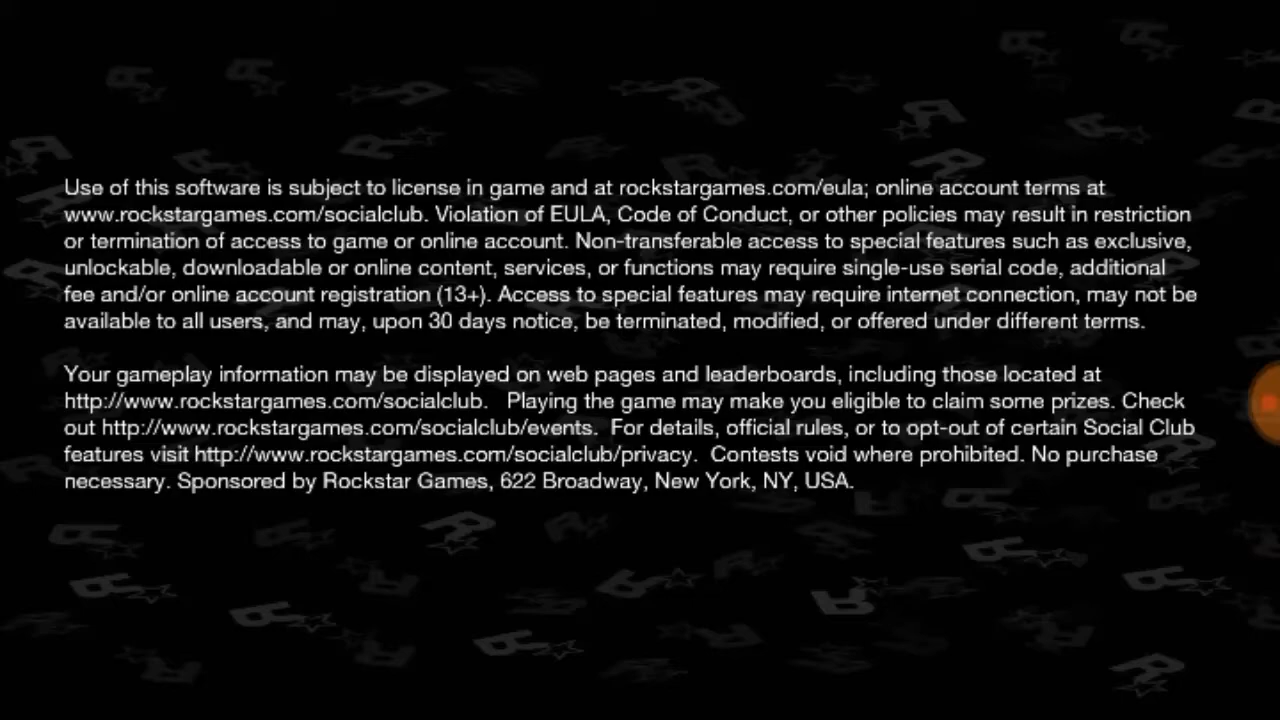 Use of this software is subject to license in game and at rockstargames.com/eula; online account terms at
www.rockstargames.com/socialclub. Violation of EULA, Code of Conduct, or other policies may result in restriction
or termination of access to game or online account. Non-transferable access to special features such as exclusive,
unlockable, downloadable or online content, services, or functions may require single-use serial code, additional
fee and/or online account registration (13+). Access to special features may require internet connection, may not be
available to all users, and may, upon 30 days notice, be terminated, modified, or offered under different terms.
Your gameplay information may be displayed on web pages and leaderboards, including those located at
http://www.rockstargames.com/socialclub.   Playing the game may make you eligible to claim some prizes. Check
out http://www.rockstargames.com/socialclub/events.  For details, official rules, or to opt-out of certain Social Club
features visit http://www.rockstargames.com/socialclub/privacy.  Contests void where prohibited. No purchase
necessary. Sponsored by Rockstar Games, 622 Broadway, New York, NY, USA.